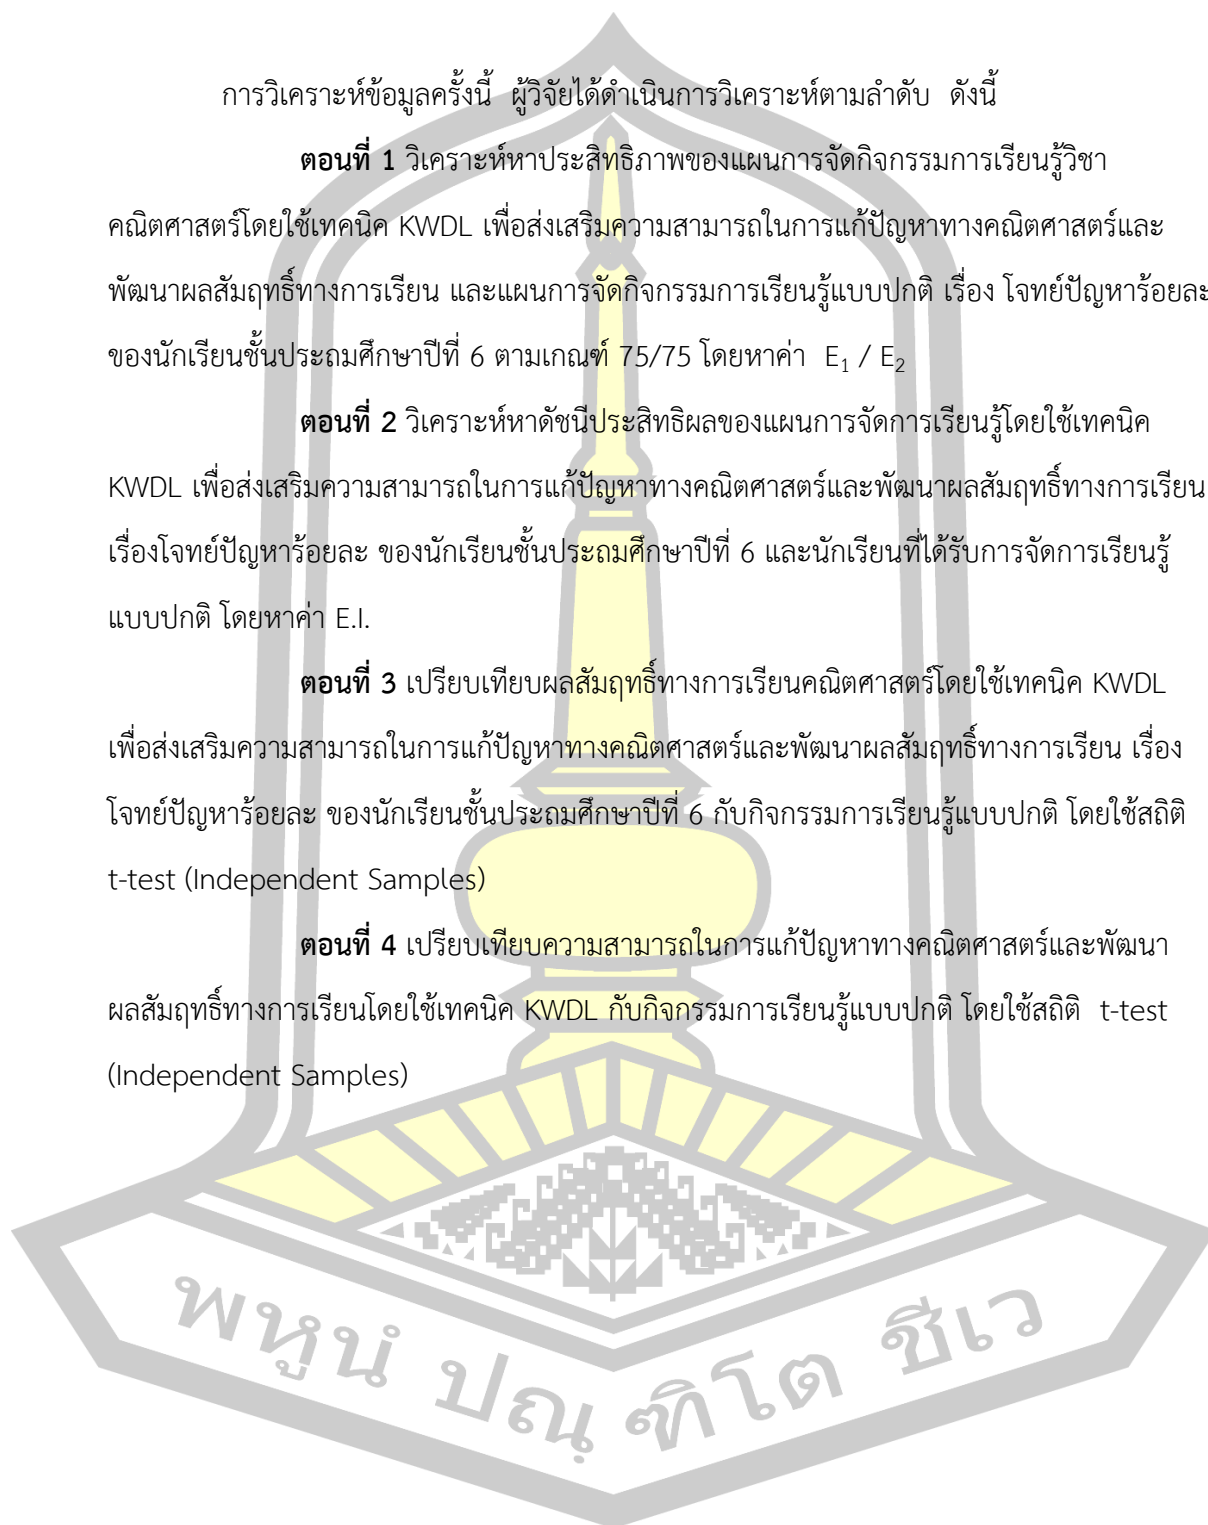 การวิเคราะห์ข้อมูลครั้งนี้ ผู้วิจัยได้ดำเนินการวิเคราะห์ตามลำดับ ดังนี้
ตอนที่ 1 วิเคราะห์หาประสิทธิภาพของแผนการจัดกิจกรรมการเรียนรู้วิชา
คณิตศาสตร์โดยใช้เทคนิค KWDL เพื่อส่งเสริมความสามารถในการแก้ปัญหาทางคณิตศาสตร์และ
พัฒนาผลสัมฤทธิ์ทางการเรียน และแผนการจัดกิจกรรมการเรียนรู้แบบปกติ เรื่อง โจทย์ปัญหาร้อยละ
ของนักเรียนชั้นประถมศึกษาปีที่ 6 ตามเกณฑ์ 75/75 โดยหาค่า E₁ / E₂
ตอนที่ 2 วิเคราะห์หาดัชนีประสิทธิผลของแผนการจัดการเรียนรู้โดยใช้เทคนิค
KWDL เพื่อส่งเสริมความสามารถในการแก้ปัญหาทางคณิตศาสตร์และพัฒนาผลสัมฤทธิ์ทางการเรียน
เรื่องโจทย์ปัญหาร้อยละ ของนักเรียนชั้นประถมศึกษาปีที่ 6 และนักเรียนที่ได้รับการจัดการเรียนรู้
แบบปกติ โดยหาค่า E.I.
ตอนที่ 3 เปรียบเทียบผลสัมฤทธิ์ทางการเรียนคณิตศาสตร์โดยใช้เทคนิค KWDL
เพื่อส่งเสริมความสามารถในการแก้ปัญหาทางคณิตศาสตร์และพัฒนาผลสัมฤทธิ์ทางการเรียน เรื่อง
โจทย์ปัญหาร้อยละ ของนักเรียนชั้นประถมศึกษาปีที่ 6 กับกิจกรรมการเรียนรู้แบบปกติ โดยใช้สถิติ
t-test (Independent Samples)
ตอนที่ 4 เปรียบเทียบความสามารถในการแก้ปัญหาทางคณิตศาสตร์และพัฒนา
ผลสัมฤทธิ์ทางการเรียนโดยใช้เทคนิค KWDL กับกิจกรรมการเรียนรู้แบบปกติ โดยใช้สถิติ t-test
(Independent Samples)
พหูนํ ปณฺฑิโต ชีเว